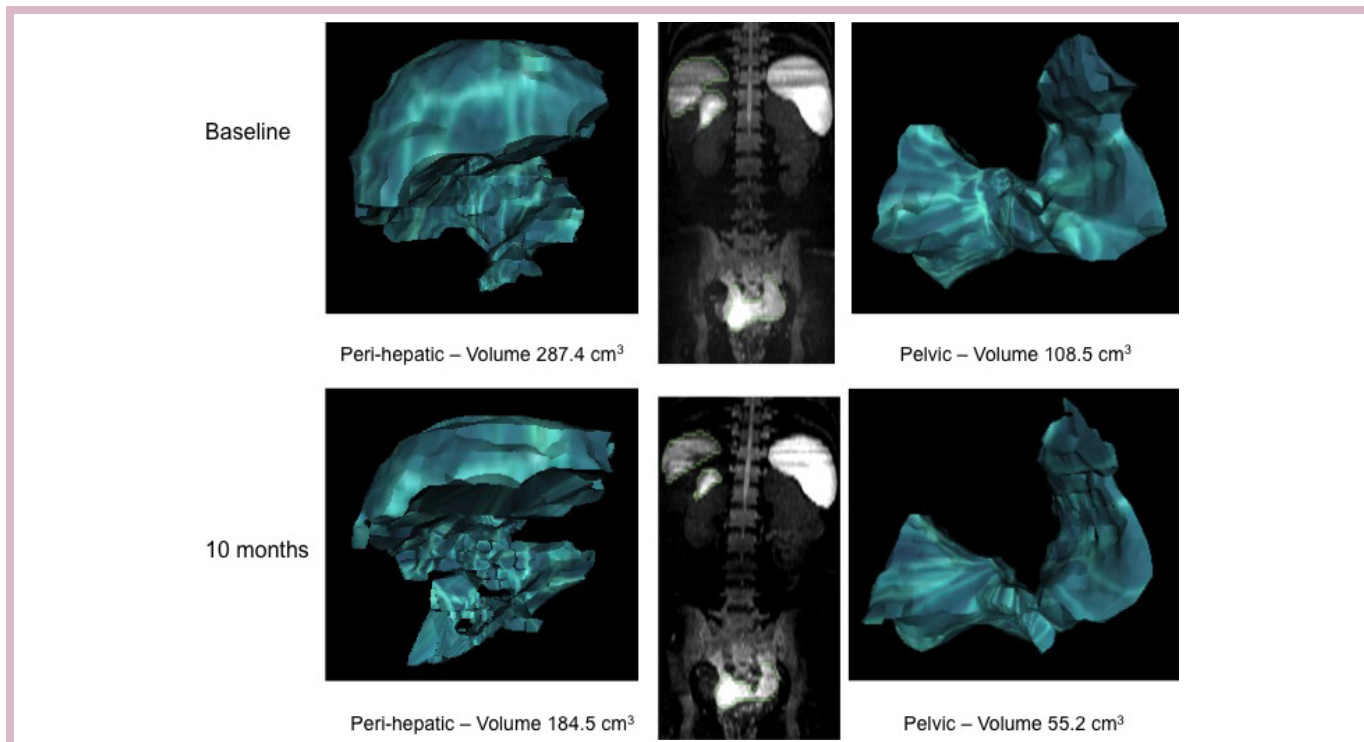 Baseline
Peri-hepatic – Volume 287.4 cm³
Pelvic – Volume 108.5 cm³
10 months
Peri-hepatic – Volume 184.5 cm³
Pelvic – Volume 55.2 cm³